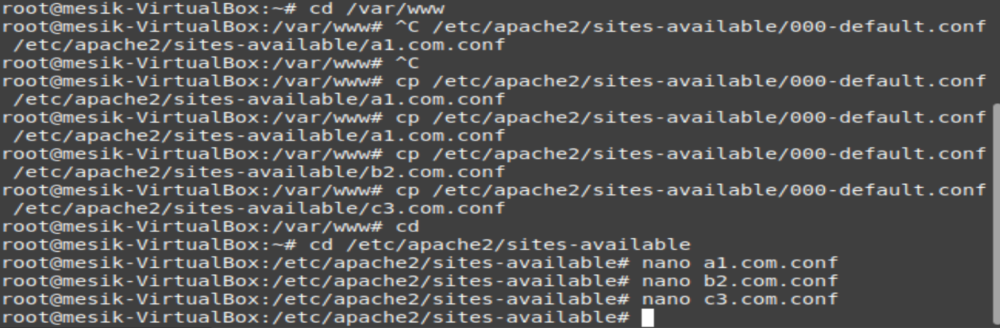 root@mesik-VirtualBox:~# cd /var/www
root@mesik-VirtualBox:/var/www# ^C /etc/apache2/sites-available/000-default.conf
 /etc/apache2/sites-available/a1.com.conf
root@mesik-VirtualBox:/var/www# ^C
root@mesik-VirtualBox:/var/www# cp /etc/apache2/sites-available/000-default.conf
 /etc/apache2/sites-available/a1.com.conf
root@mesik-VirtualBox:/var/www# cp /etc/apache2/sites-available/000-default.conf
 /etc/apache2/sites-available/a1.com.conf
root@mesik-VirtualBox:/var/www# cp /etc/apache2/sites-available/000-default.conf
 /etc/apache2/sites-available/b2.com.conf
root@mesik-VirtualBox:/var/www# cp /etc/apache2/sites-available/000-default.conf
 /etc/apache2/sites-available/c3.com.conf
root@mesik-VirtualBox:/var/www# cd
root@mesik-VirtualBox:~# cd /etc/apache2/sites-available
root@mesik-VirtualBox:/etc/apache2/sites-available# nano a1.com.conf
root@mesik-VirtualBox:/etc/apache2/sites-available# nano b2.com.conf
root@mesik-VirtualBox:/etc/apache2/sites-available# nano c3.com.conf
root@mesik-VirtualBox:/etc/apache2/sites-available#